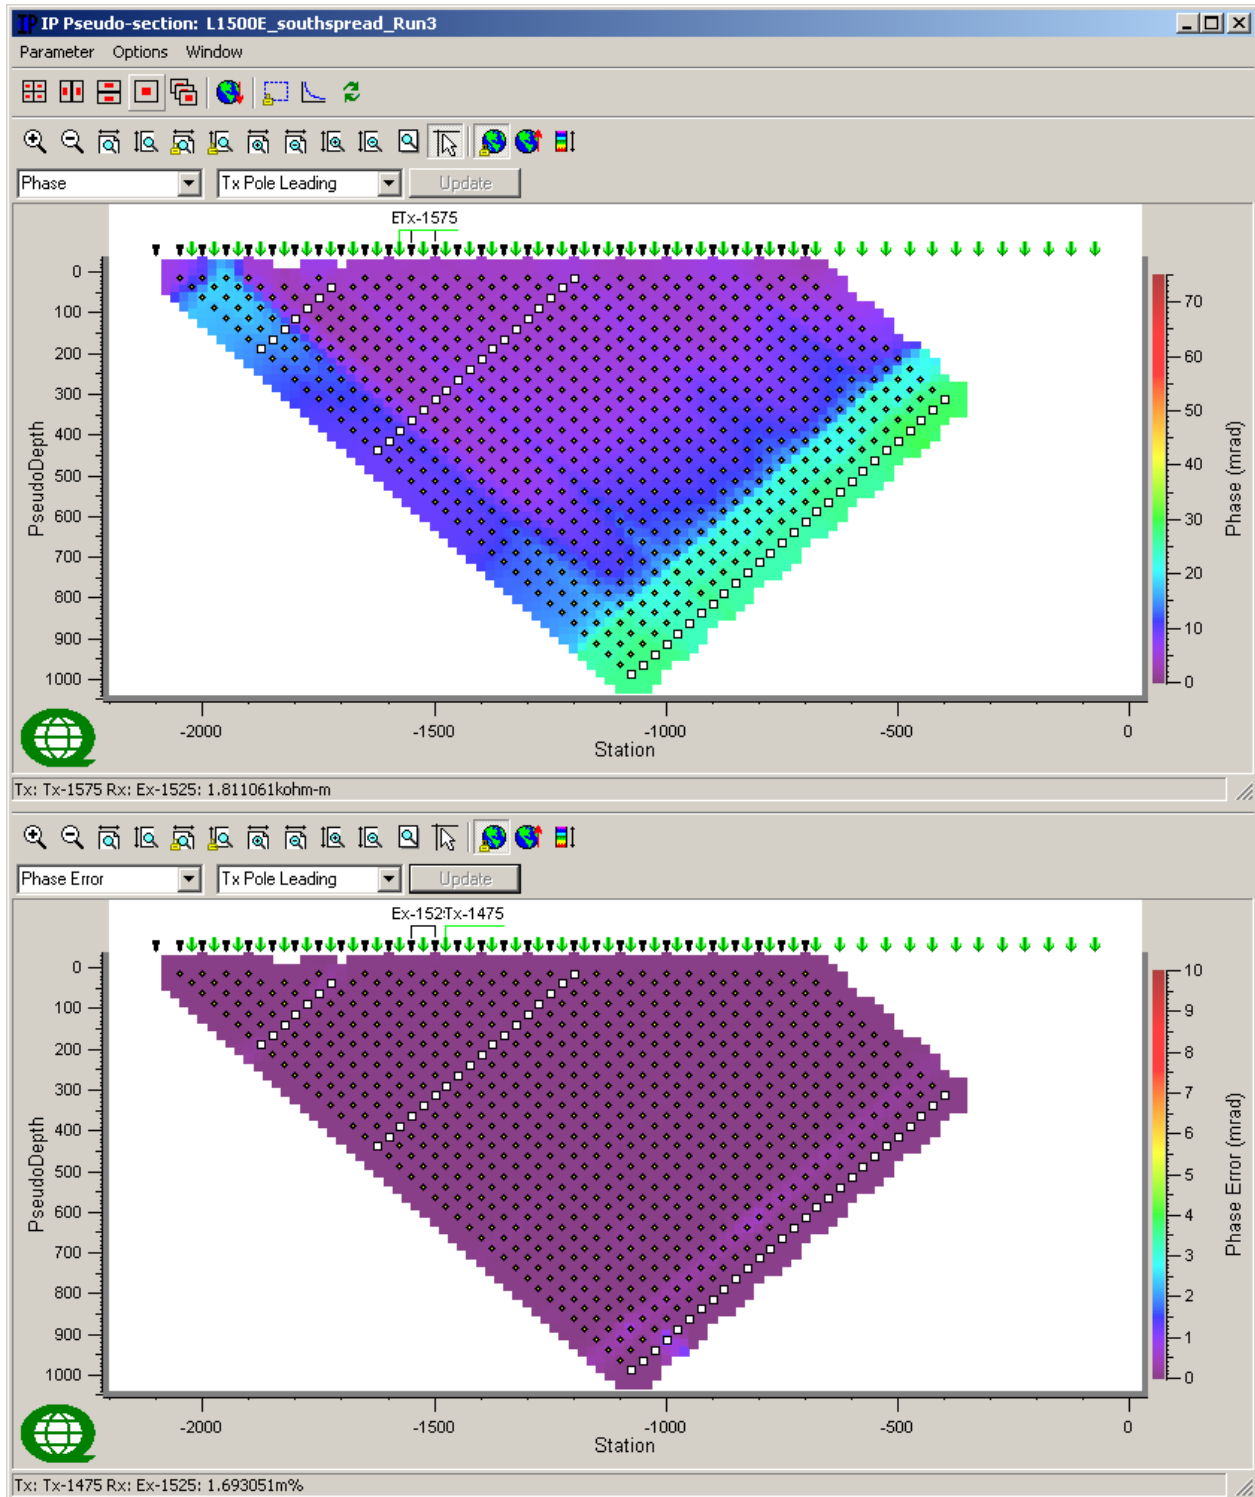 IP Pseudo-section: L1500E_southspread_Run3
Parameter Options Window
Phase Tx Pole Leading Update
ETx-1575
0
100
200
300
400
500
600
700
800
900
1000
PseudoDepth
-2000 -1500 -1000 -500 0
Station
70
60
50
40
30
20
10
0
Phase (mrad)
Tx: Tx-1575 Rx: Ex-1525: 1.811061kohm-m
Phase Error Tx Pole Leading Update
Ex-152 Tx-1475
0
100
200
300
400
500
600
700
800
900
1000
PseudoDepth
-2000 -1500 -1000 -500 0
Station
10
9
8
7
6
5
4
3
2
1
0
Phase Error (mrad)
Tx: Tx-1475 Rx: Ex-1525: 1.693051m%